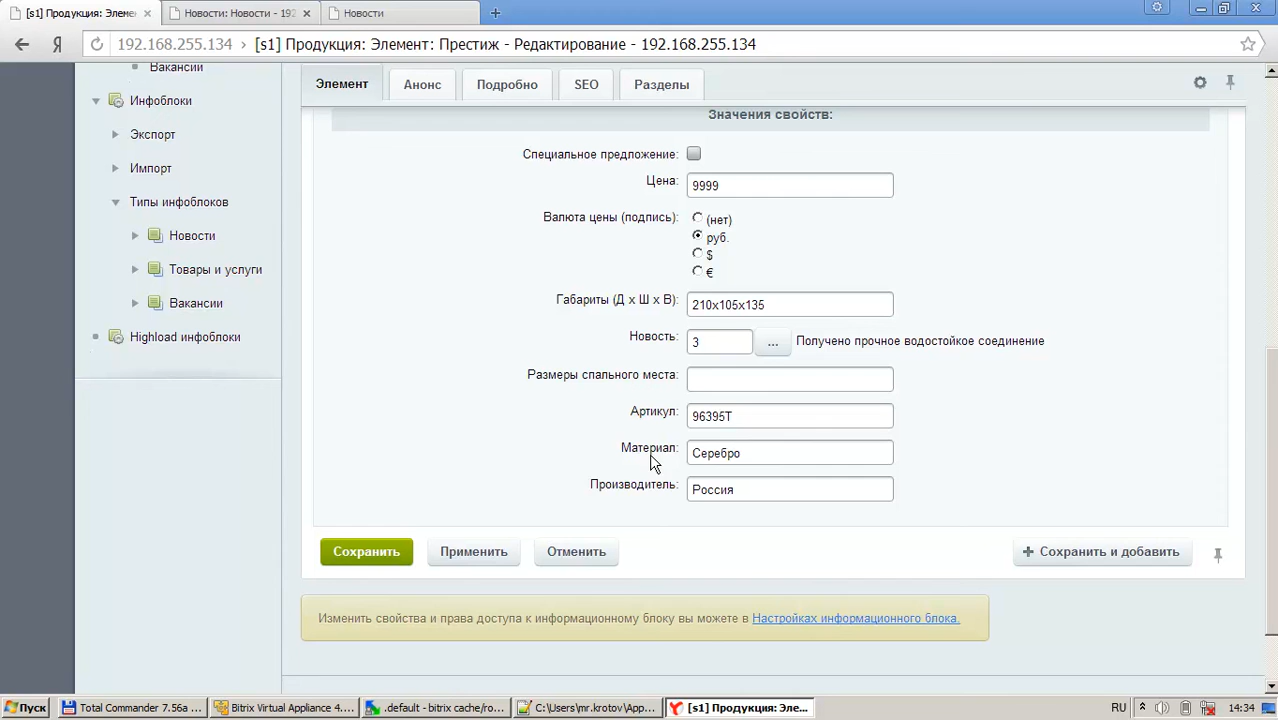 [s1] Продукция: Элеме
Новости: Новости - 192
Новости
192.168.255.134 › [s1] Продукция: Элемент: Престиж - Редактирование - 192.168.255.134
Вакансии
Инфоблоки
Экспорт
Импорт
Типы инфоблоков
Новости
Товары и услуги
Вакансии
Highload инфоблоки
Элемент
Анонс
Подробно
SEO
Разделы
Значения свойств:
Специальное предложение:
Цена: 9999
Валюта цены (подпись): (нет)
руб.
$
€
Габариты (Д х Ш х В): 210x105x135
Новость: 3 ... Получено прочное водостойкое соединение
Размеры спального места:
Артикул: 96395Т
Материал: Серебро
Производитель: Россия
Сохранить
Применить
Отменить
+ Сохранить и добавить
Изменить свойства и права доступа к информационному блоку вы можете в Настройках информационного блока.
Пуск
Total Commander 7.56a ...
Bitrix Virtual Appliance 4....
.default - bitrix cache/ro...
C:\Users\mr.krotov\App...
[s1] Продукция: Эле...
RU
14:34